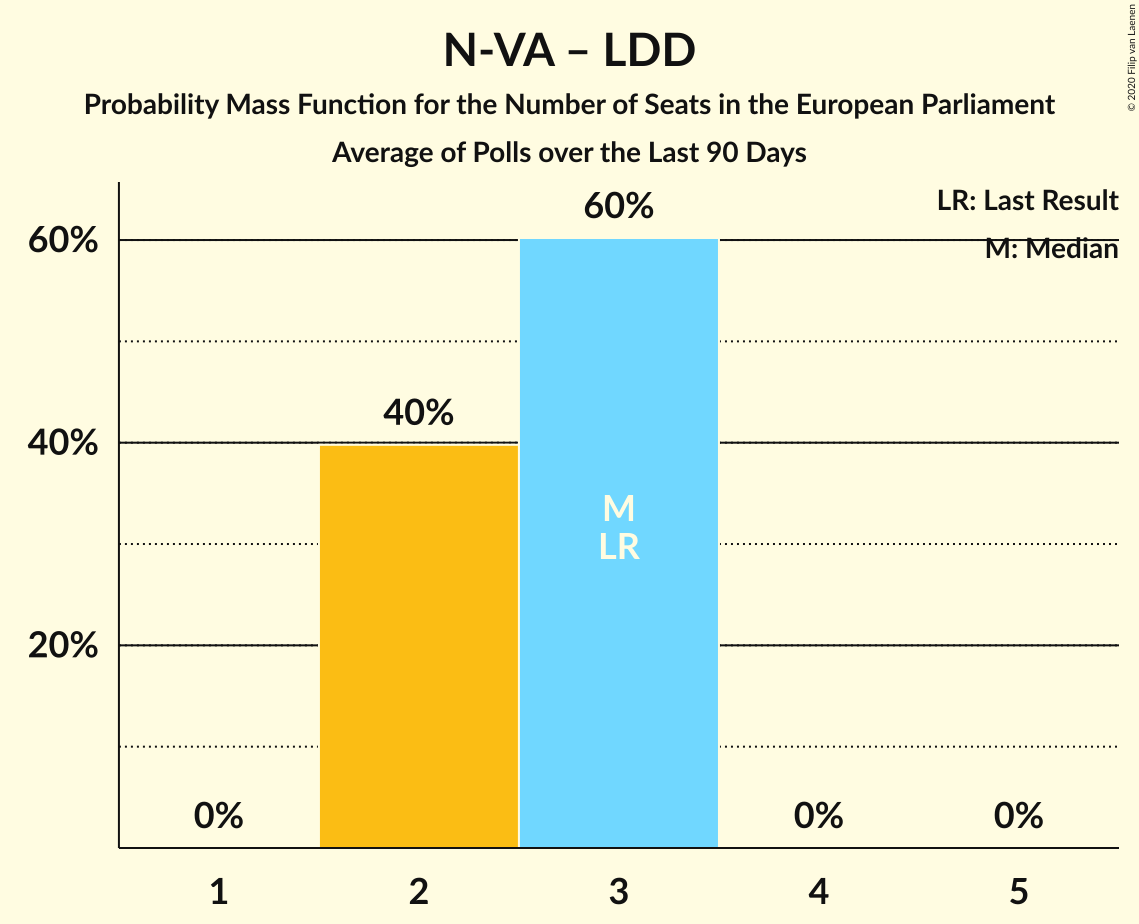 N-VA – LDD
Probability Mass Function for the Number of Seats in the European Parliament
Average of Polls over the Last 90 Days
© 2020 Filip van Laenen
LR: Last Result
M: Median
60%
40%
20%
0%
40%
60%
M
LR
0%
0%
1
2
3
4
5